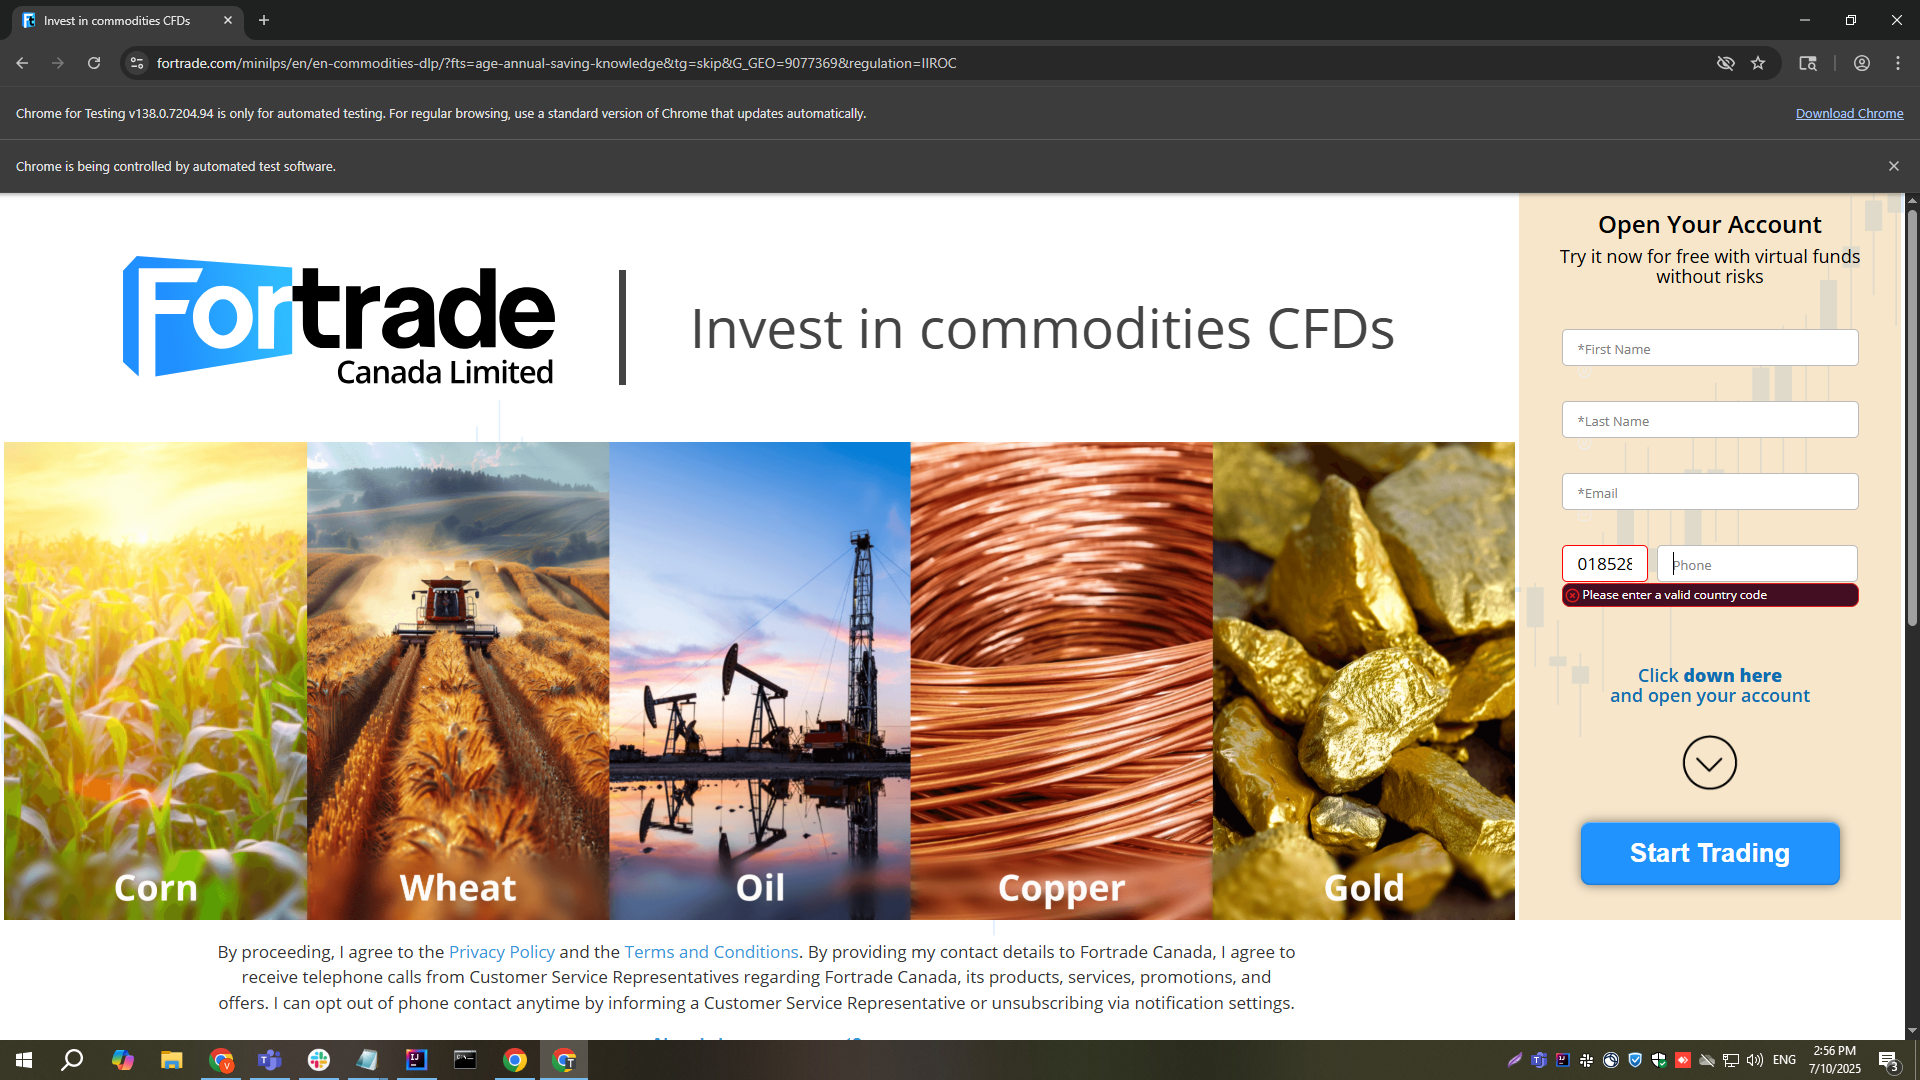 Invest in commodities CFDs
fortrade.com/minilps/en/en-commodities-dlp/?fts=age-annual-saving-knowledge&tg=skip&G_GEO=9077369&regulation=IIROC
Chrome for Testing v138.0.7204.94 is only for automated testing. For regular browsing, use a standard version of Chrome that updates automatically.
Download Chrome
Chrome is being controlled by automated test software.
Fortrade
Canada Limited
Invest in commodities CFDs
Open Your Account
Try it now for free with virtual funds
without risks
*First Name
*Last Name
*Email
018528
Phone
Please enter a valid country code
Click down here
and open your account
Start Trading
Corn
Wheat
Oil
Copper
Gold
By proceeding, I agree to the Privacy Policy and the Terms and Conditions. By providing my contact details to Fortrade Canada, I agree to
receive telephone calls from Customer Service Representatives regarding Fortrade Canada, its products, services, promotions, and
offers. I can opt out of phone contact anytime by informing a Customer Service Representative or unsubscribing via notification settings.
ENG
2:56 PM
7/10/2025
3